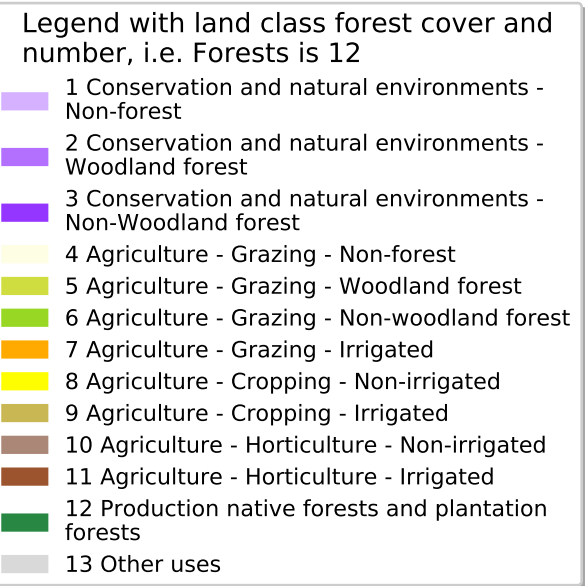 Legend with land class forest cover and
number, i.e. Forests is 12
1 Conservation and natural environments -
Non-forest
2 Conservation and natural environments -
Woodland forest
3 Conservation and natural environments -
Non-Woodland forest
4 Agriculture - Grazing - Non-forest
5 Agriculture - Grazing - Woodland forest
6 Agriculture - Grazing - Non-woodland forest
7 Agriculture - Grazing - Irrigated
8 Agriculture - Cropping - Non-irrigated
9 Agriculture - Cropping - Irrigated
10 Agriculture - Horticulture - Non-irrigated
11 Agriculture - Horticulture - Irrigated
12 Production native forests and plantation
forests
13 Other uses